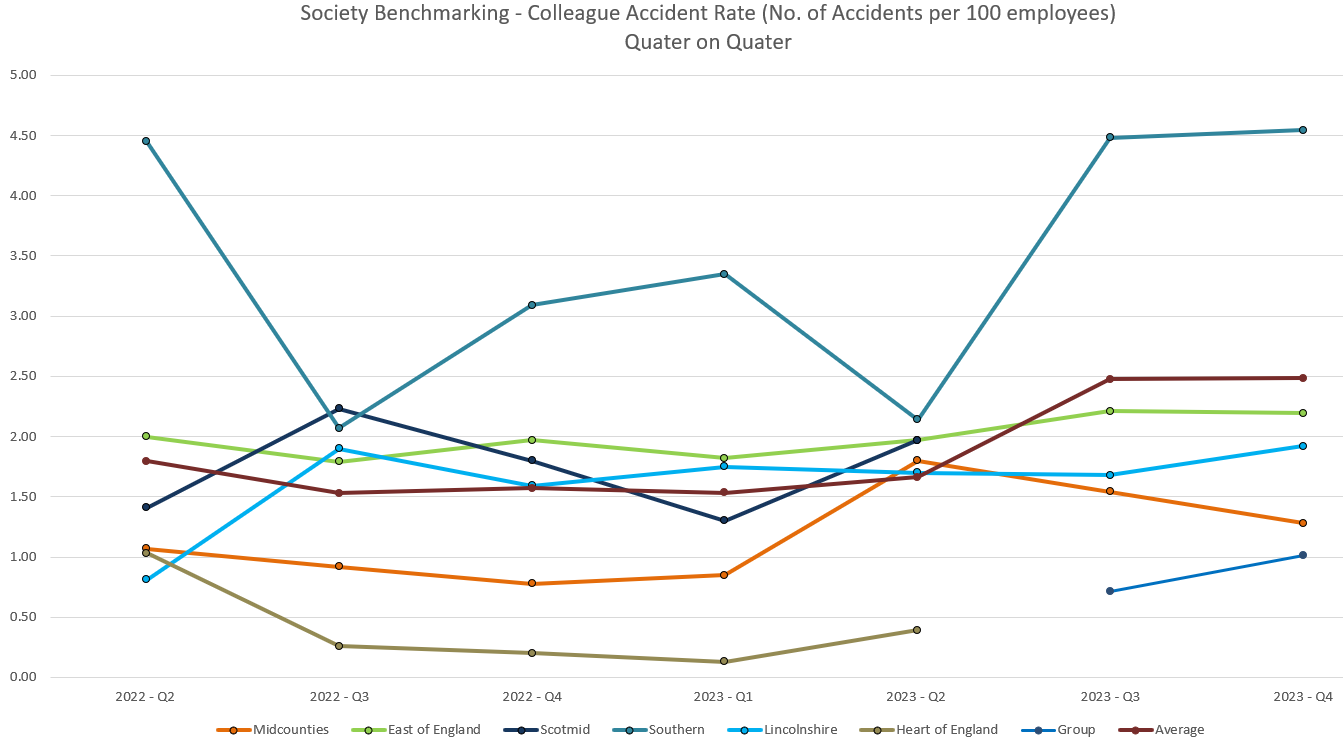 Society Benchmarking - Colleague Accident Rate (No. of Accidents per 100 employees)
Quater on Quater
5.00
4.50
4.00
3.50
3.00
2.50
2.00
1.50
1.00
0.50
0.00
2022 - Q2 2022 - Q3 2022 - Q4 2023 - Q1 2023 - Q2 2023 - Q3 2023 - Q4
Midcounties East of England Scotmid Southern Lincolnshire Heart of England Group Average